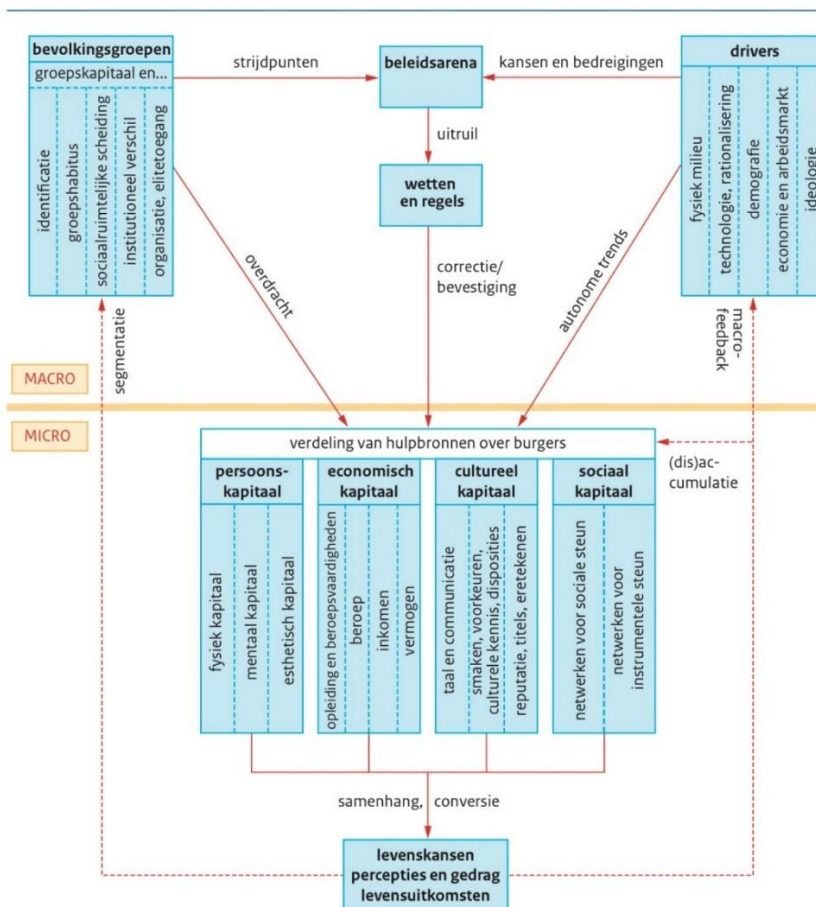 bevolkingsgroepen
groepskapitaal en...
identificatie
groepshabitus
sociaalruimtelijke scheiding
institutioneel verschil
organisatie, elitetoegang
strijdpunten
beleidsarena
kansen en bedreigingen
drivers
fysiek milieu
technologie, rationalisering
demografie
economie en arbeidsmarkt
ideologie
uitruil
wetten
en regels
overdracht
correctie/
bevestiging
autonome trends
segmentatie
macro-
feedback
MACRO
MICRO
verdeling van hulpbronnen over burgers
(dis)ac-
cumulatie
persoons-
kapitaal
fysiek kapitaal
mentaal kapitaal
esthetisch kapitaal
economisch
kapitaal
opleiding en beroepsvaardigheden
beroep
inkomen
vermogen
cultureel
kapitaal
taal en communicatie
smaken, voorkeuren,
culturele kennis, disposities
reputatie, titels, eretekenen
sociaal
kapitaal
netwerken voor sociale steun
netwerken voor
instrumentele steun
samenhang, conversie
levenskansen
percepties en gedrag
levensuitkomsten